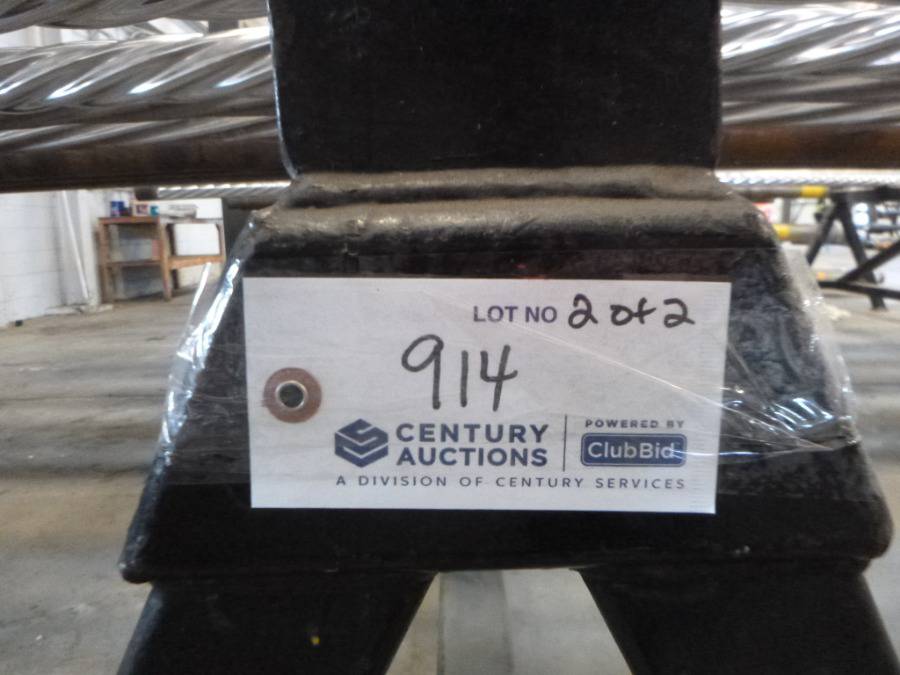 LOT NO 2 of 2
914
CENTURY
AUCTIONS
POWERED BY
ClubBid
A DIVISION OF CENTURY SERVICES